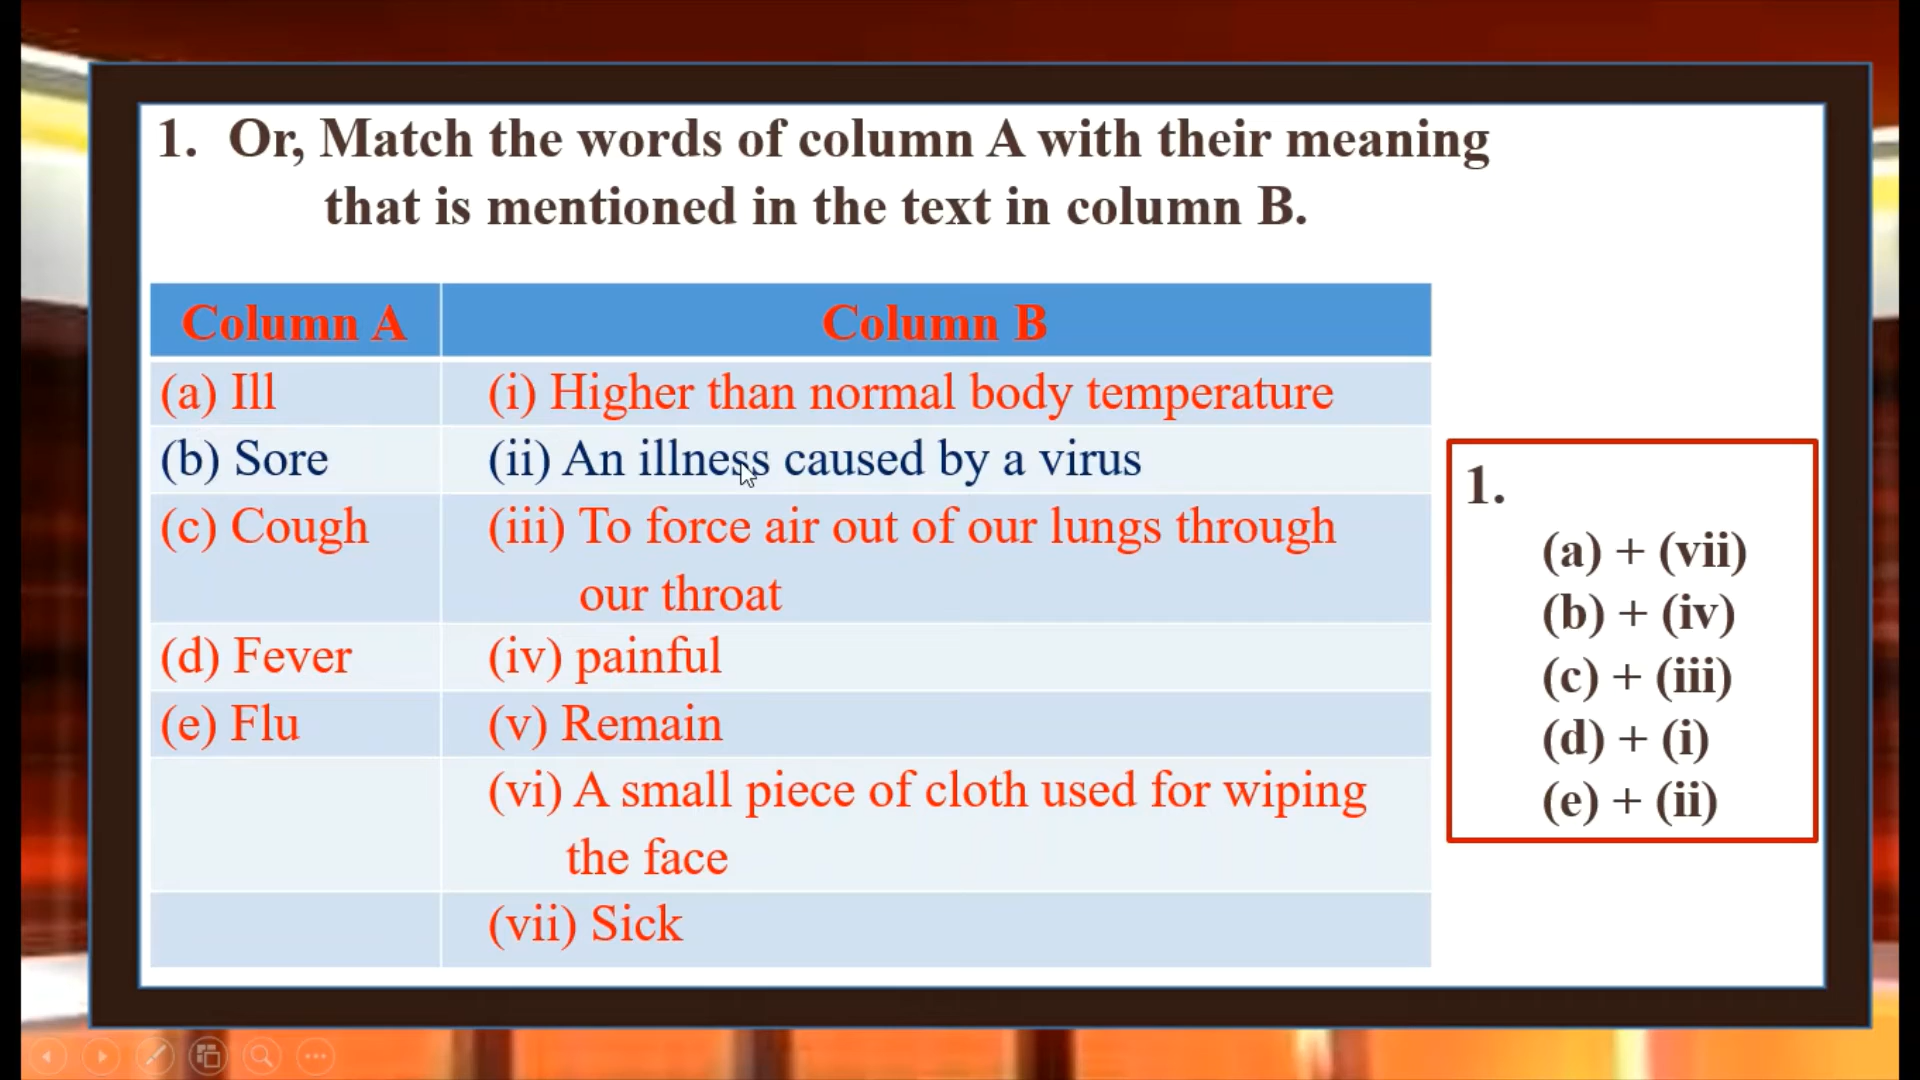 1. Or, Match the words of column A with their meaning
that is mentioned in the text in column B.
Column A Column B
(a) Ill (i) Higher than normal body temperature
(b) Sore (ii) An illness caused by a virus
(c) Cough (iii) To force air out of our lungs through
our throat
(d) Fever (iv) painful
(e) Flu (v) Remain
(vi) A small piece of cloth used for wiping
the face
(vii) Sick
1.
(a) + (vii)
(b) + (iv)
(c) + (iii)
(d) + (i)
(e) + (ii)